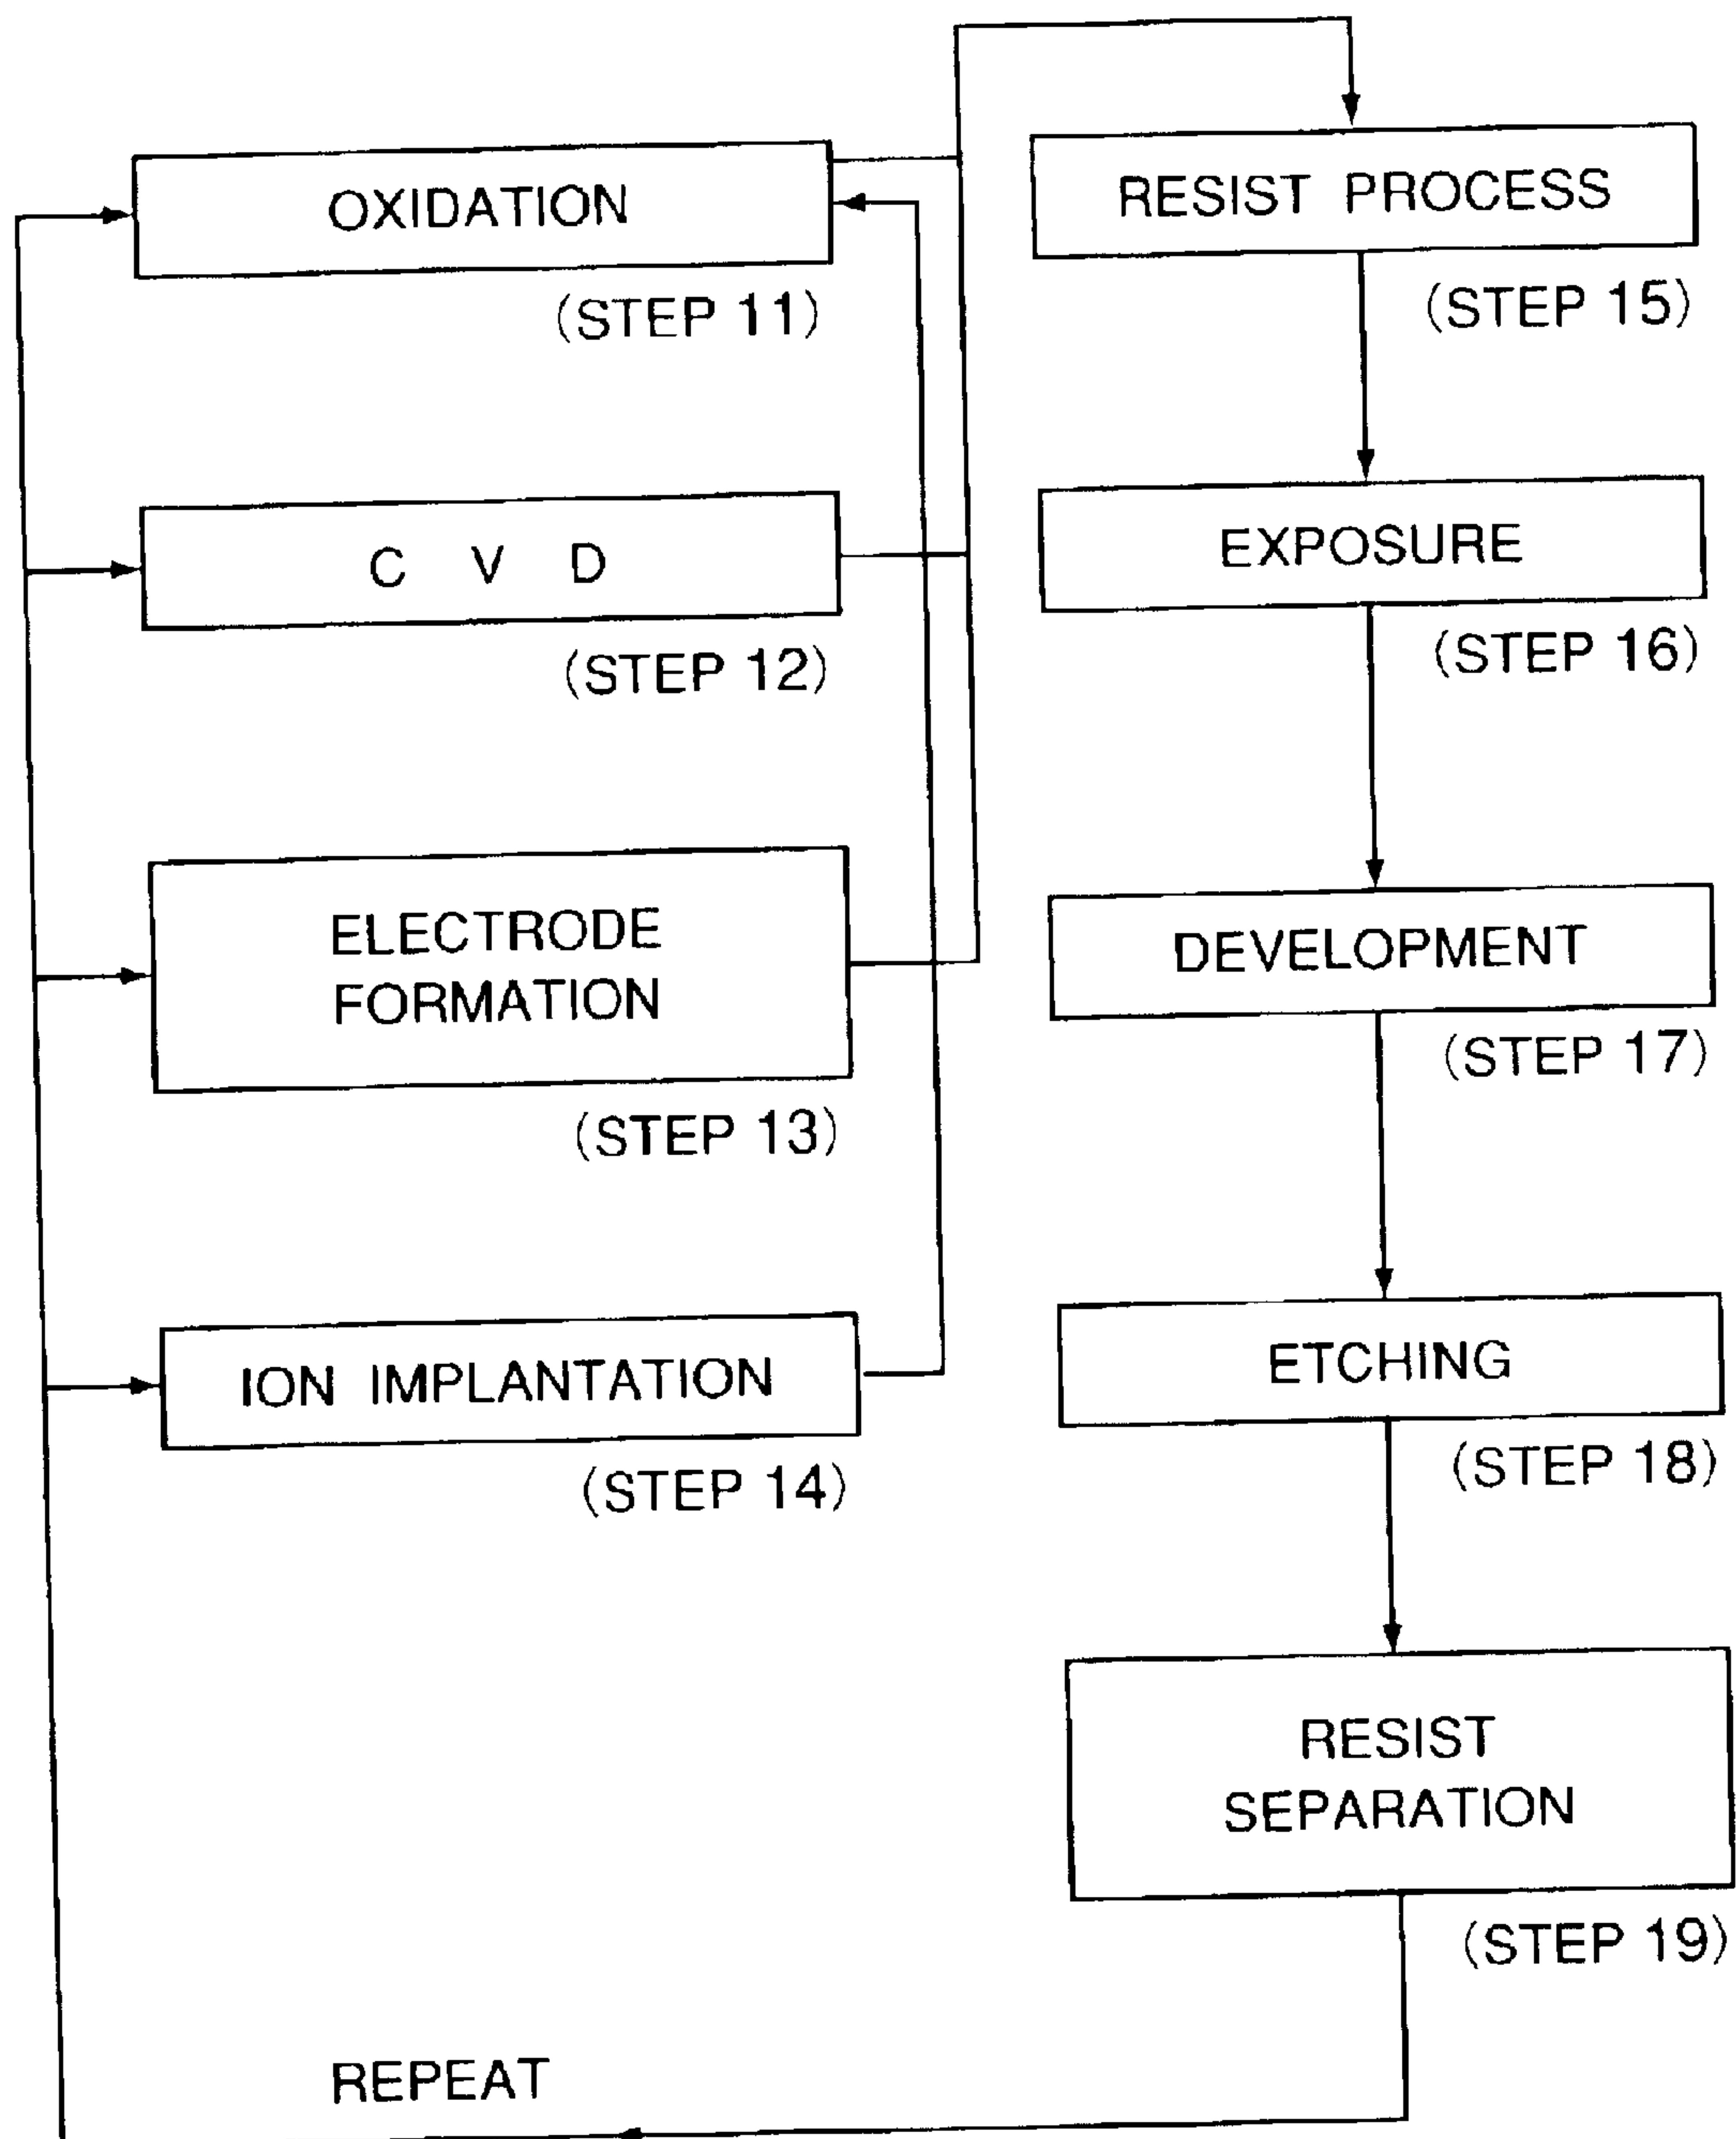 OXIDATION
(STEP 11)
C V D
(STEP 12)
ELECTRODE
FORMATION
(STEP 13)
ION IMPLANTATION
(STEP 14)
RESIST PROCESS
(STEP 15)
EXPOSURE
(STEP 16)
DEVELOPMENT
(STEP 17)
ETCHING
(STEP 18)
RESIST
SEPARATION
(STEP 19)
REPEAT